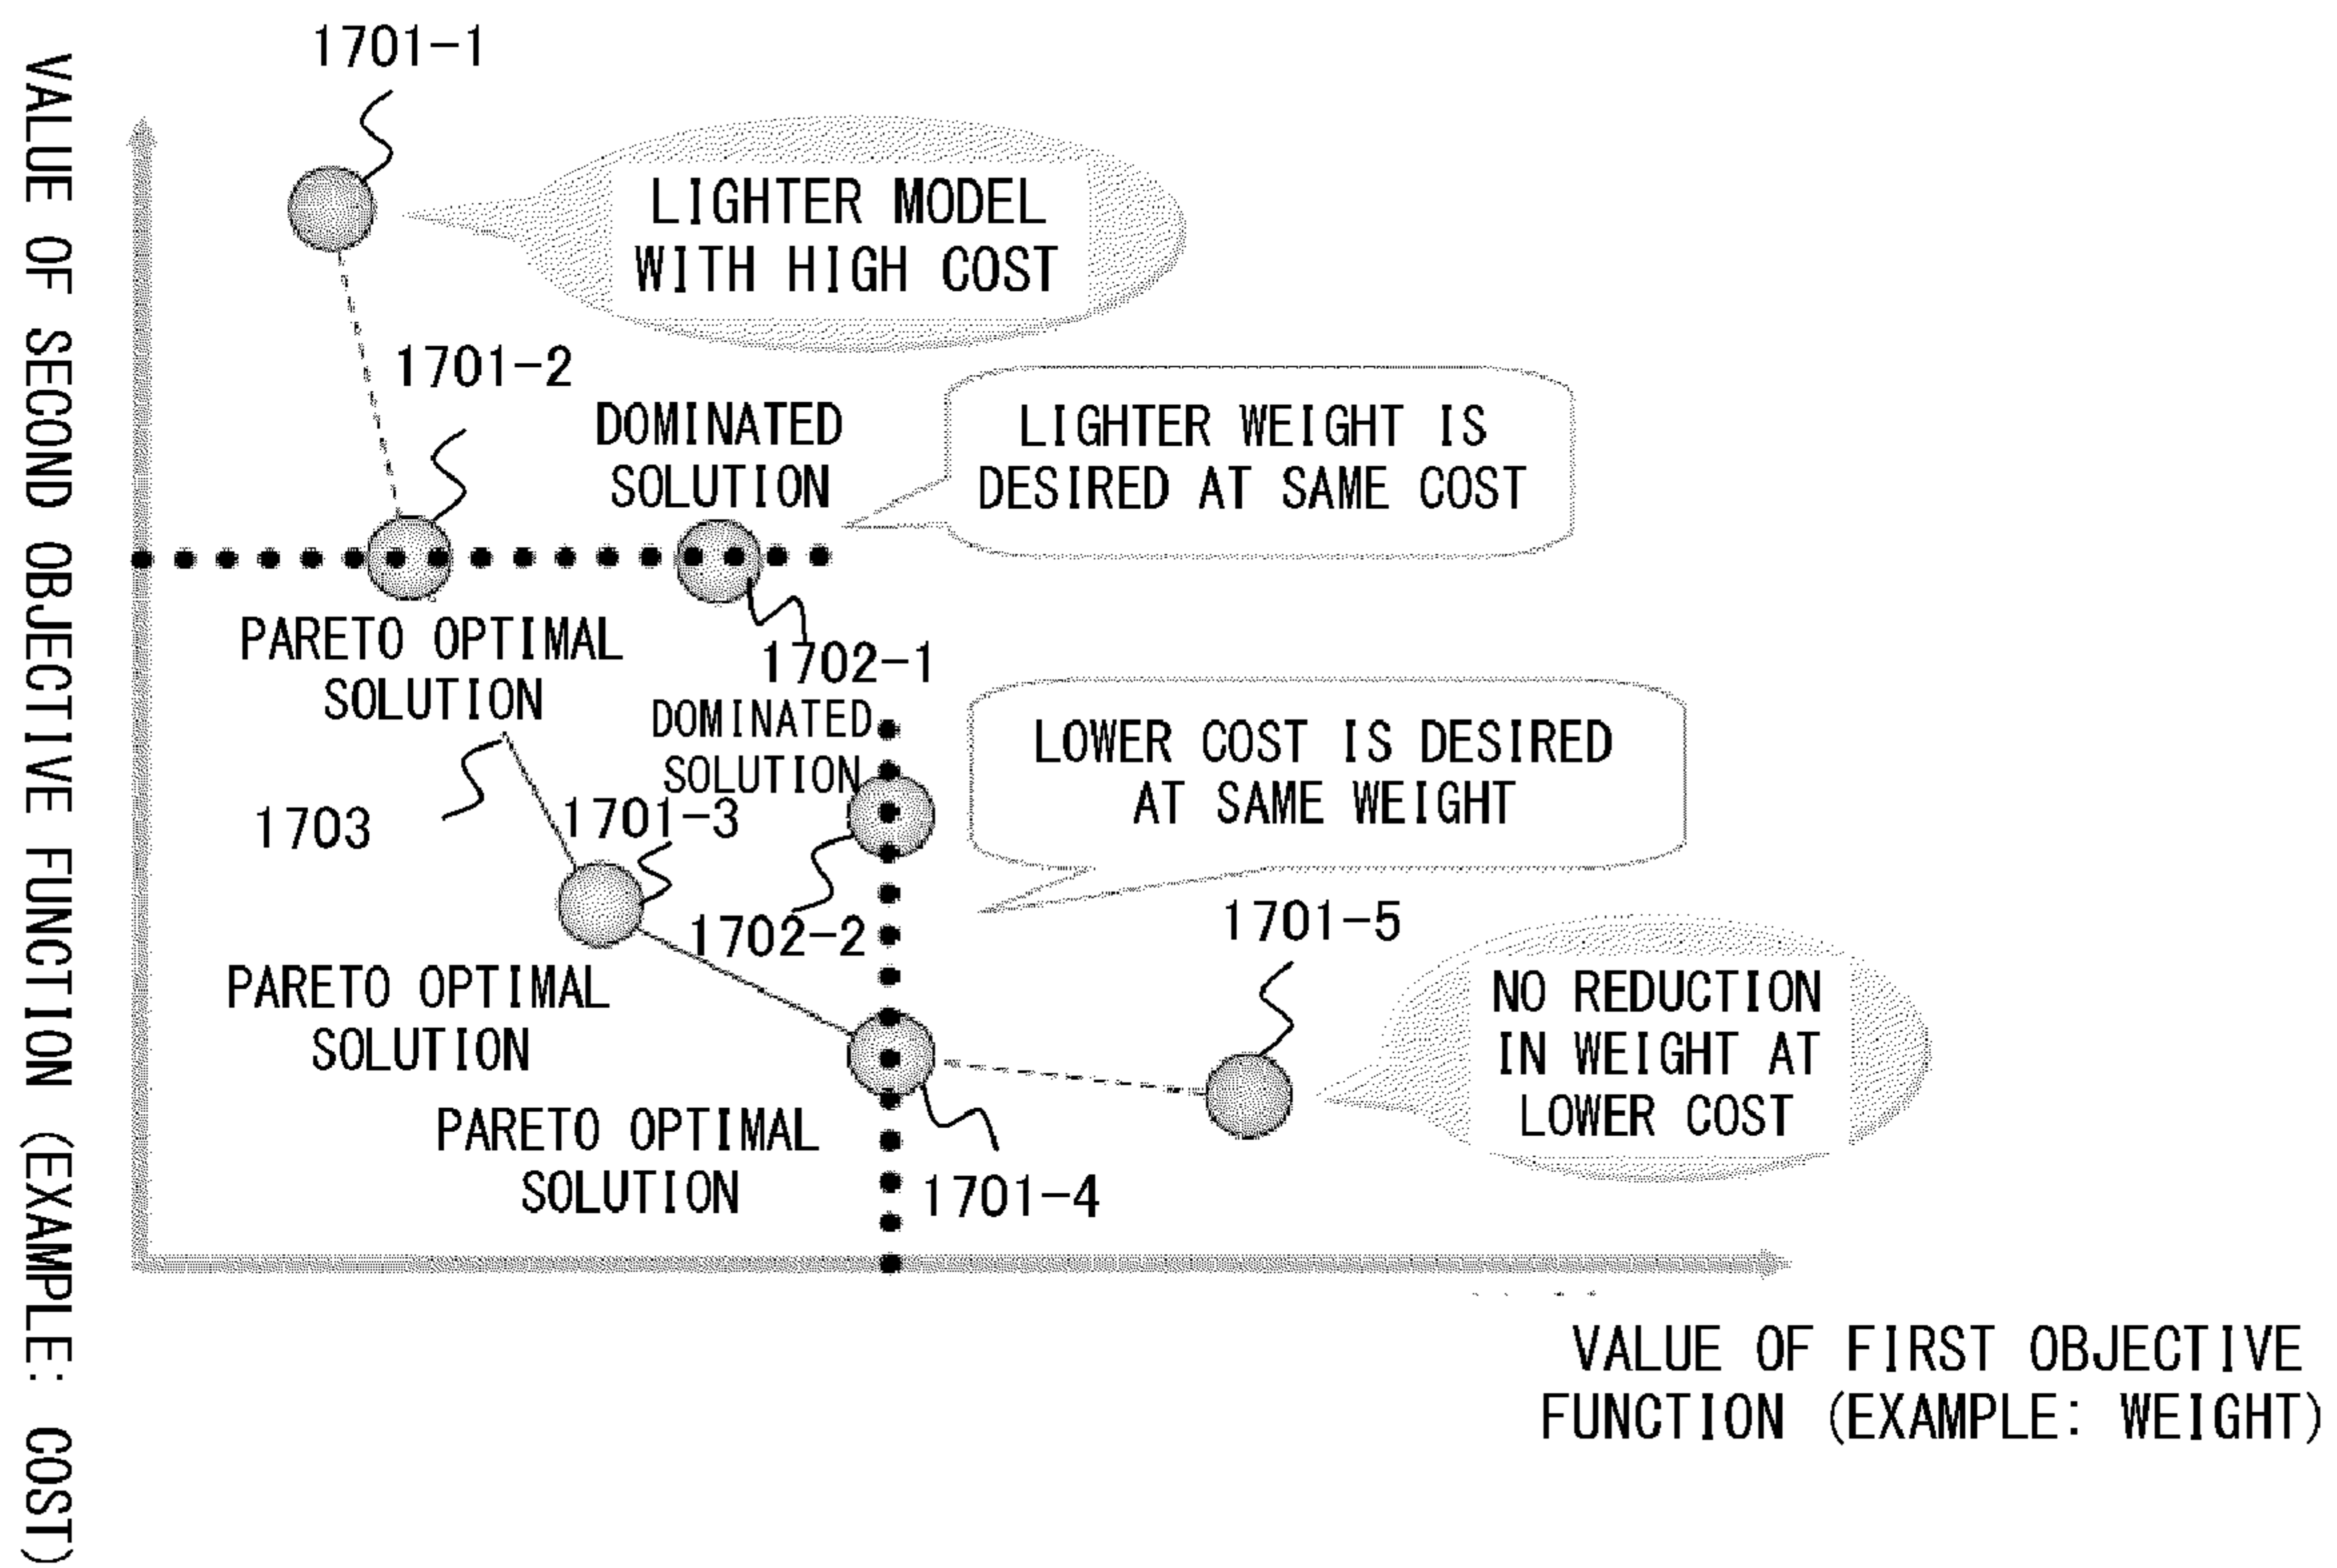 1701-1
LIGHTER MODEL
WITH HIGH COST
1701-2
DOMINATED
SOLUTION
LIGHTER WEIGHT IS
DESIRED AT SAME COST
PARETO OPTIMAL
SOLUTION
1702-1
DOMINATED
SOLUTION
LOWER COST IS DESIRED
AT SAME WEIGHT
1703
1701-3
1702-2
1701-5
PARETO OPTIMAL
SOLUTION
NO REDUCTION
IN WEIGHT AT
LOWER COST
PARETO OPTIMAL
SOLUTION
1701-4
VALUE OF SECOND OBJECTIVE FUNCTION (EXAMPLE: COST)
VALUE OF FIRST OBJECTIVE
FUNCTION (EXAMPLE: WEIGHT)